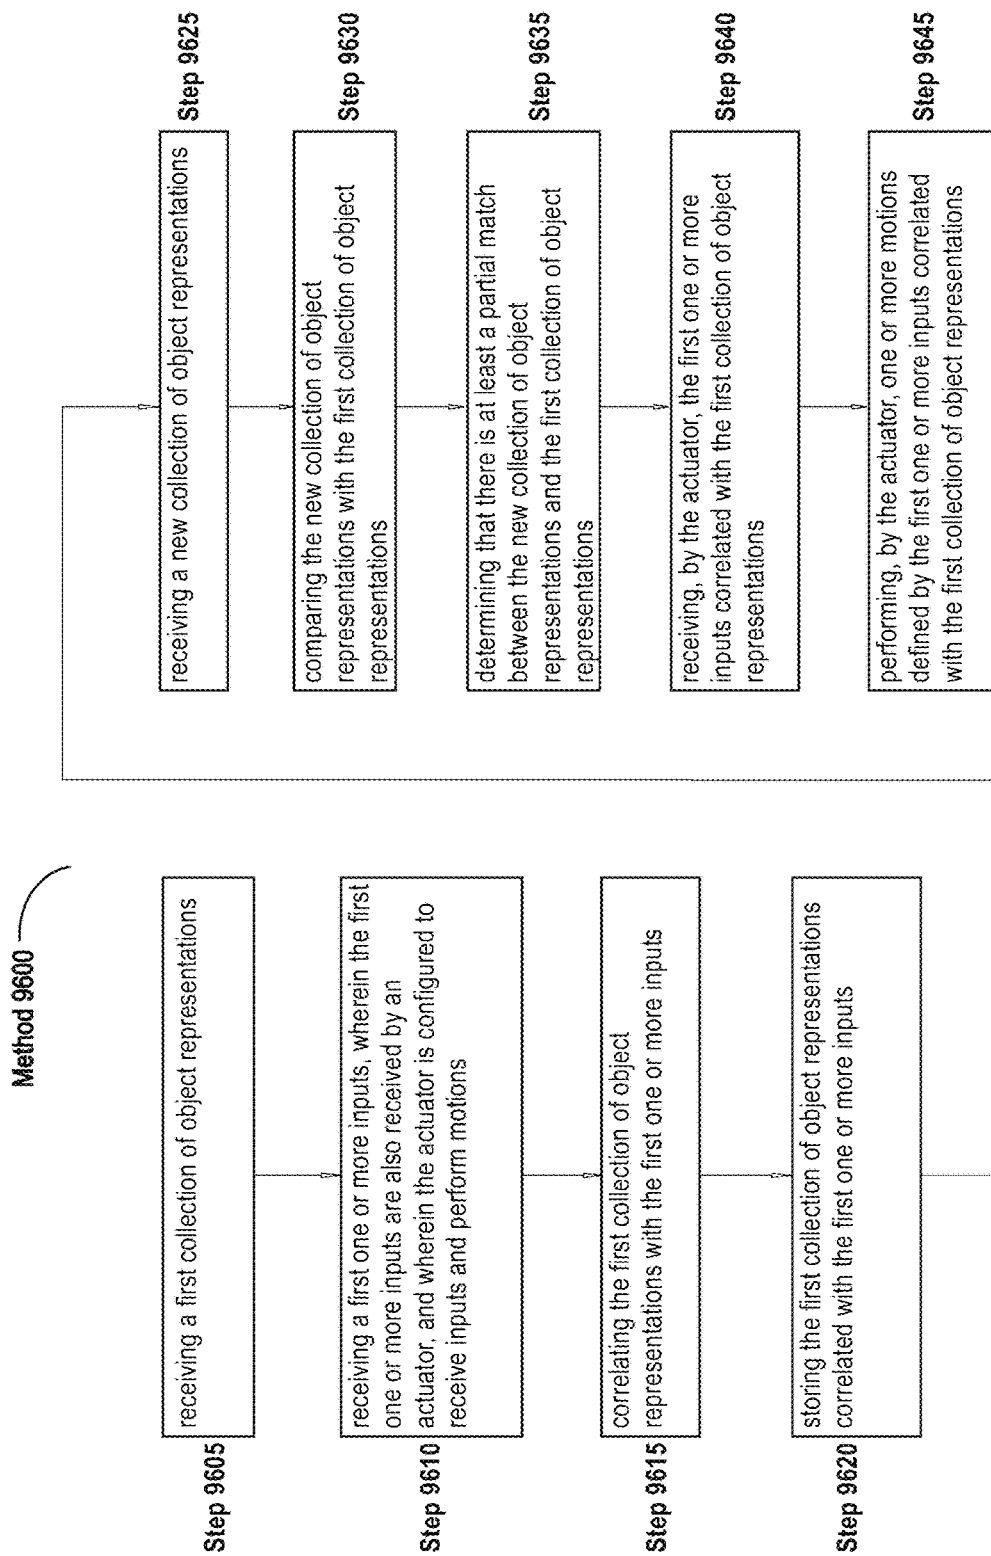 Method 9600
Step 9605
receiving a first collection of object representations
Step 9610
receiving a first one or more inputs, wherein the first
one or more inputs are also received by an
actuator, and wherein the actuator is configured to
receive inputs and perform motions
Step 9615
correlating the first collection of object
representations with the first one or more inputs
Step 9620
storing the first collection of object representations
correlated with the first one or more inputs
Step 9625
receiving a new collection of object representations
Step 9630
comparing the new collection of object
representations with the first collection of object
representations
Step 9635
determining that there is at least a partial match
between the new collection of object
representations and the first collection of object
representations
Step 9640
receiving, by the actuator, the first one or more
inputs correlated with the first collection of object
representations
Step 9645
performing, by the actuator, one or more motions
defined by the first one or more inputs correlated
with the first collection of object representations